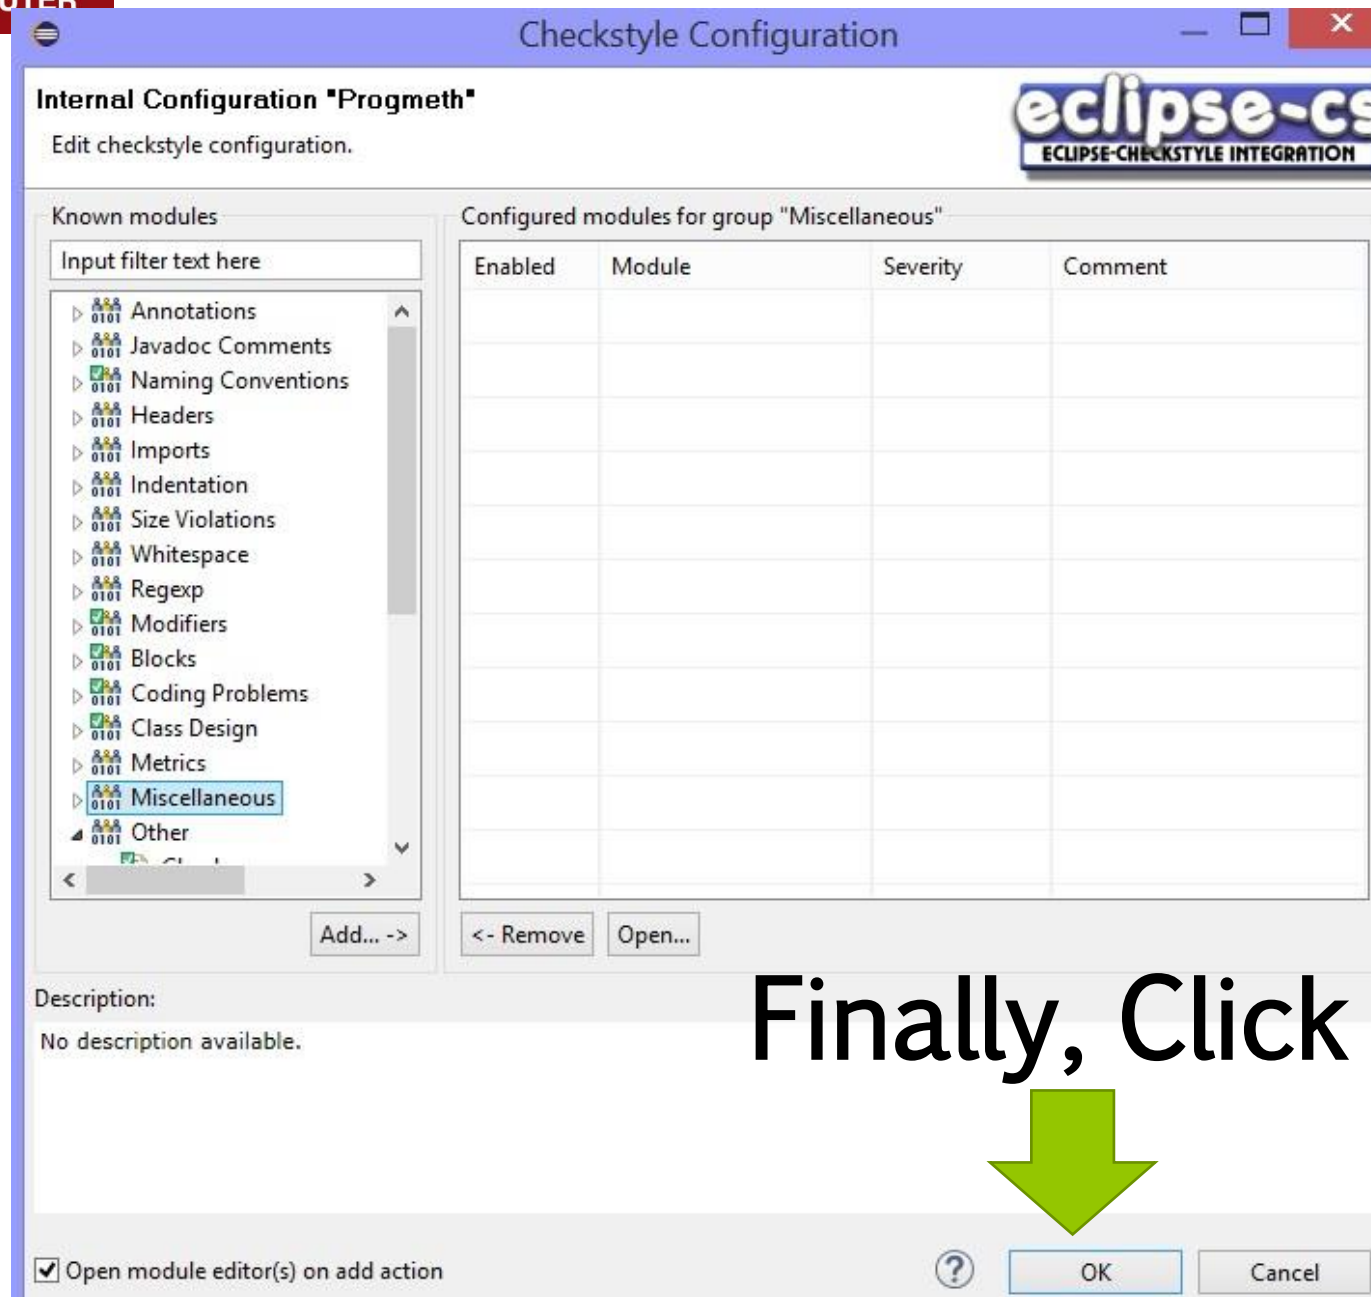 Checkstyle Configuration
Internal Configuration "Progmeth"
Edit checkstyle configuration.
eclipse-cs
ECLIPSE-CHECKSTYLE INTEGRATION
Known modules
Configured modules for group "Miscellaneous"
Input filter text here
Enabled Module Severity Comment
Annotations
Javadoc Comments
Naming Conventions
Headers
Imports
Indentation
Size Violations
Whitespace
Regexp
Modifiers
Blocks
Coding Problems
Class Design
Metrics
Miscellaneous
Other
Add... ->
<- Remove
Open...
Description:
No description available.
Finally, Click
Open module editor(s) on add action
?
OK
Cancel